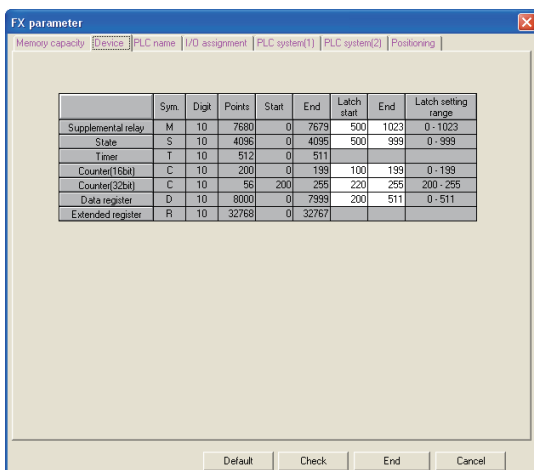 FX parameter
Memory capacity Device PLC name I/O assignment PLC system(1) PLC system(2) Positioning
Sym. Digit Points Start End Latch start End Latch setting range
Supplemental relay M 10 7680 0 7679 500 1023 0 - 1023
State S 10 4096 0 4095 500 999 0 - 999
Timer T 10 512 0 511
Counter(16bit) C 10 200 0 199 100 199 0 - 199
Counter(32bit) C 10 56 200 255 220 255 200 - 255
Data register D 10 8000 0 7999 200 511 0 - 511
Extended register R 10 32768 0 32767
Default Check End Cancel